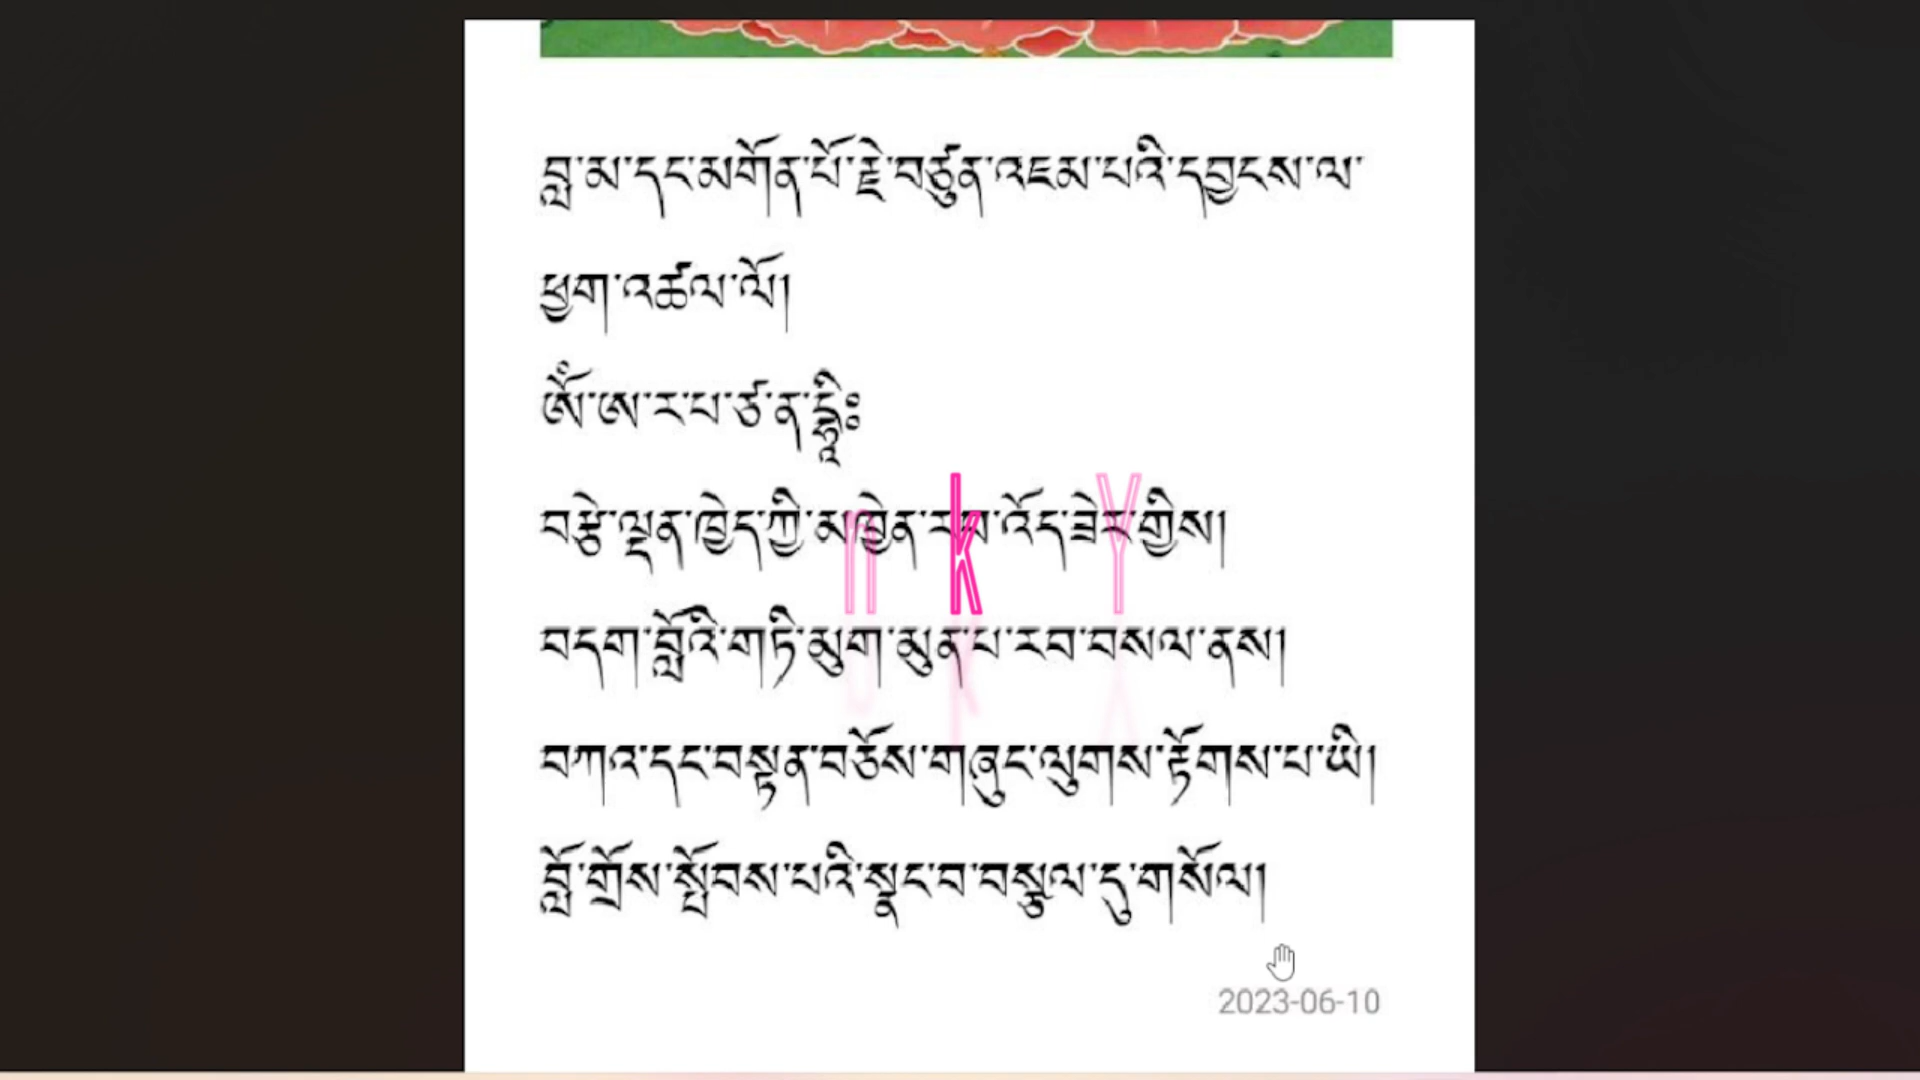 བླ་མ་དང་མགོན་པོ་རྗེ་བཙུན་འཇམ་པའི་དབྱངས་ལ་
ཕྱག་འཚལ་ལོ།
ཨོཾ་ཨ་ར་པ་ཙ་ན་དྷཱིཿ
བརྩེ་ལྡན་ཁྱེད་ཀྱི་མཁྱེན་རབ་འོད་ཟེར་གྱིས།
n k Y
བདག་བློའི་གཏི་མུག་མུན་པ་རབ་བསལ་ནས།
བཀའ་དང་བསྟན་བཅོས་གཞུང་ལུགས་རྟོགས་པ་ཡི།
བློ་གྲོས་སྤོབས་པའི་སྣང་བ་བསྩལ་དུ་གསོལ།
2023-06-10